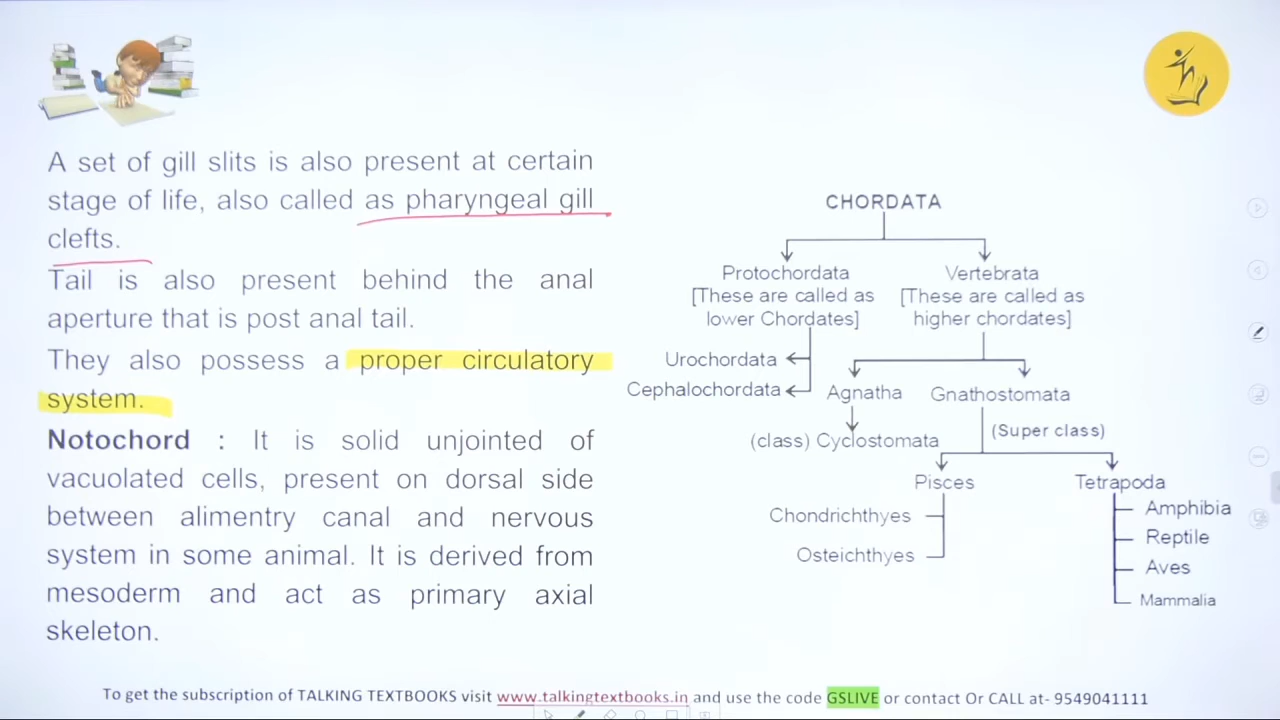 A set of gill slits is also present at certain
stage of life, also called as pharyngeal gill
clefts.
Tail is also present behind the anal
aperture that is post anal tail.
They also possess a proper circulatory
system.
Notochord : It is solid unjointed of
vacuolated cells, present on dorsal side
between alimentry canal and nervous
system in some animal. It is derived from
mesoderm and act as primary axial
skeleton.
CHORDATA
Protochordata
[These are called as
lower Chordates]
Vertebrata
[These are called as
higher chordates]
Urochordata
Cephalochordata
Agnatha
Gnathostomata
(class) Cyclostomata
(Super class)
Pisces
Tetrapoda
Chondrichthyes
Osteichthyes
Amphibia
Reptile
Aves
Mammalia
To get the subscription of TALKING TEXTBOOKS visit www.talkingtextbooks.in and use the code GSLIVE or contact Or CALL at- 9549041111